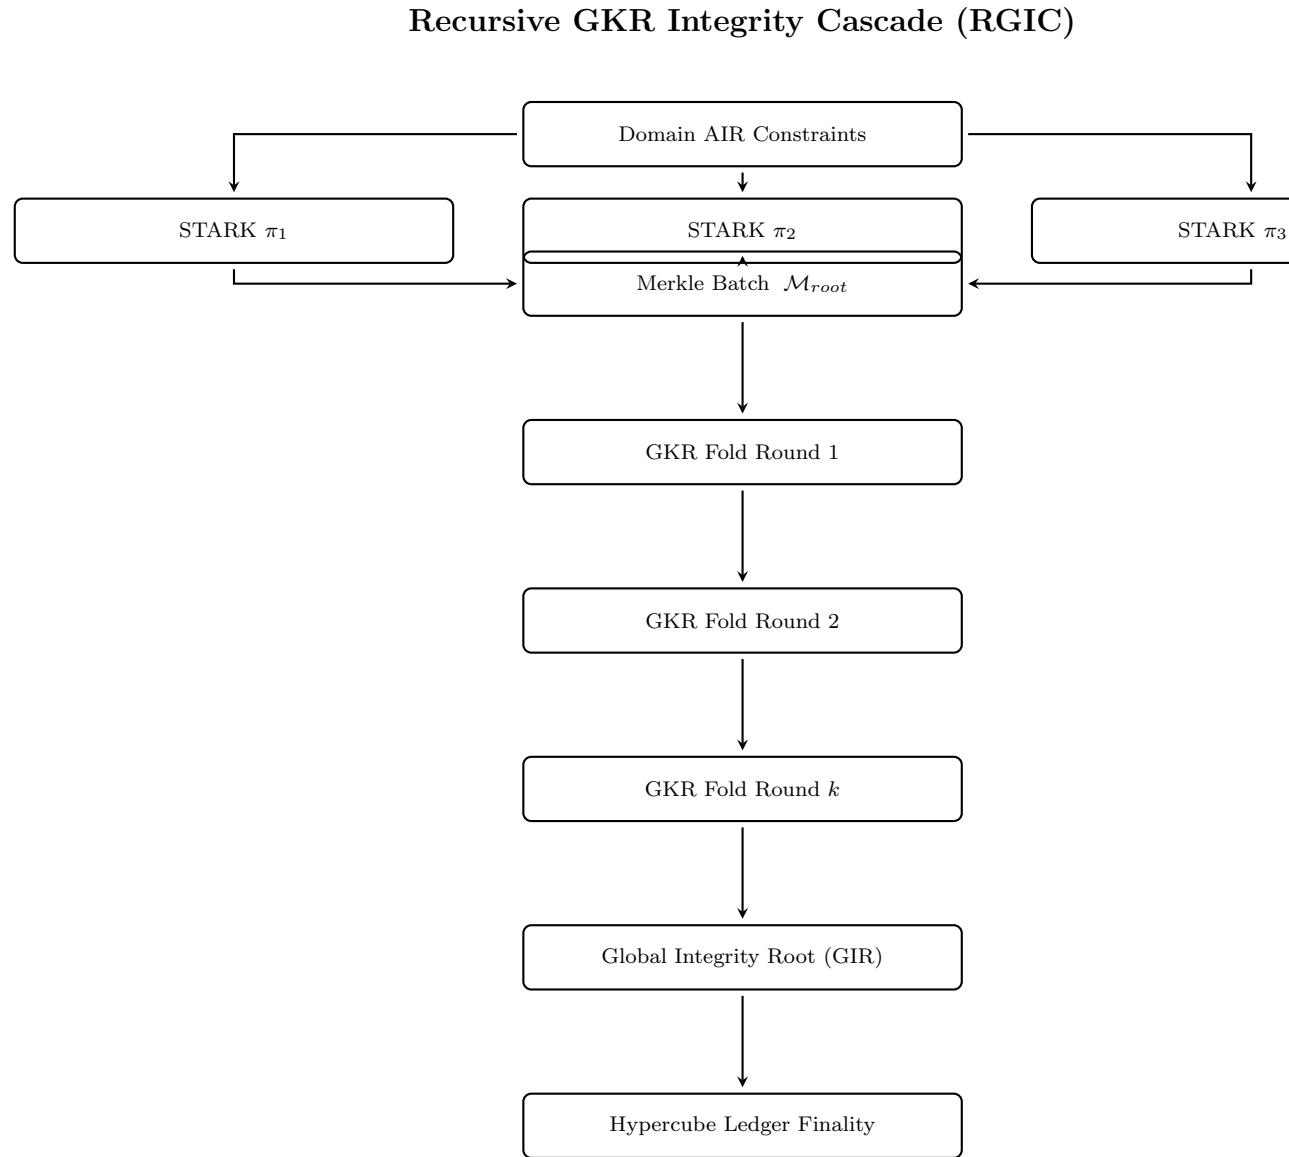 Recursive GKR Integrity Cascade (RGIC)
Domain AIR Constraints
STARK π₁
STARK π₂
STARK π₃
Merkle Batch ℳ_root
GKR Fold Round 1
GKR Fold Round 2
GKR Fold Round k
Global Integrity Root (GIR)
Hypercube Ledger Finality